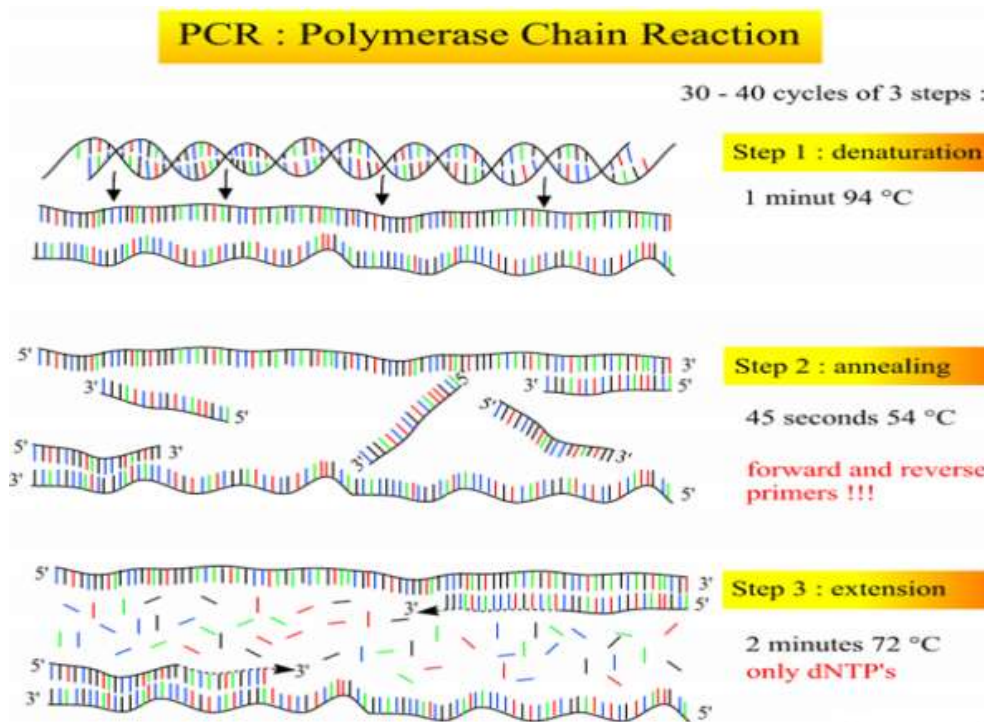 PCR : Polymerase Chain Reaction
30 - 40 cycles of 3 steps :
Step 1 : denaturation
1 minut 94 °C
5'
3'
Step 2 : annealing
3'
5'
3'
5'
5'
5'
45 seconds 54 °C
5'
3'
3'
3'
3'
forward and reverse
primers !!!
5'
5'
3'
Step 3 : extension
3'
5'
2 minutes 72 °C
5'
3'
only dNTP's
3'
5'